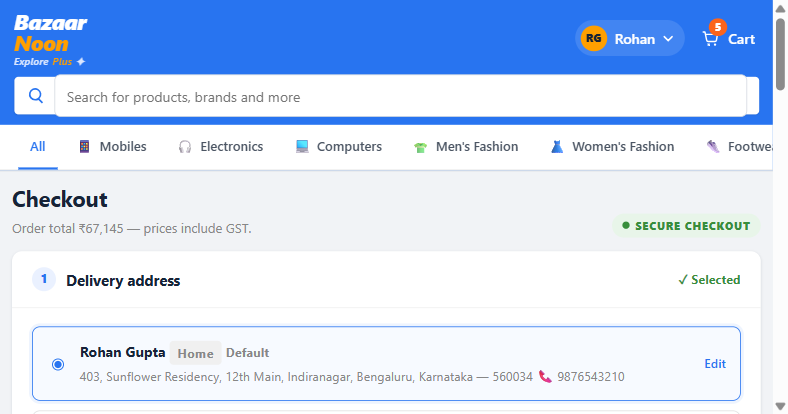 Bazaar
Noon
Explore Plus
RG Rohan
5
Cart
Search for products, brands and more
All Mobiles Electronics Computers Men's Fashion Women's Fashion Footwea
Checkout
Order total ₹67,145 — prices include GST.
SECURE CHECKOUT
1 Delivery address
✓ Selected
Rohan Gupta Home Default
403, Sunflower Residency, 12th Main, Indiranagar, Bengaluru, Karnataka — 560034 📞 9876543210
Edit